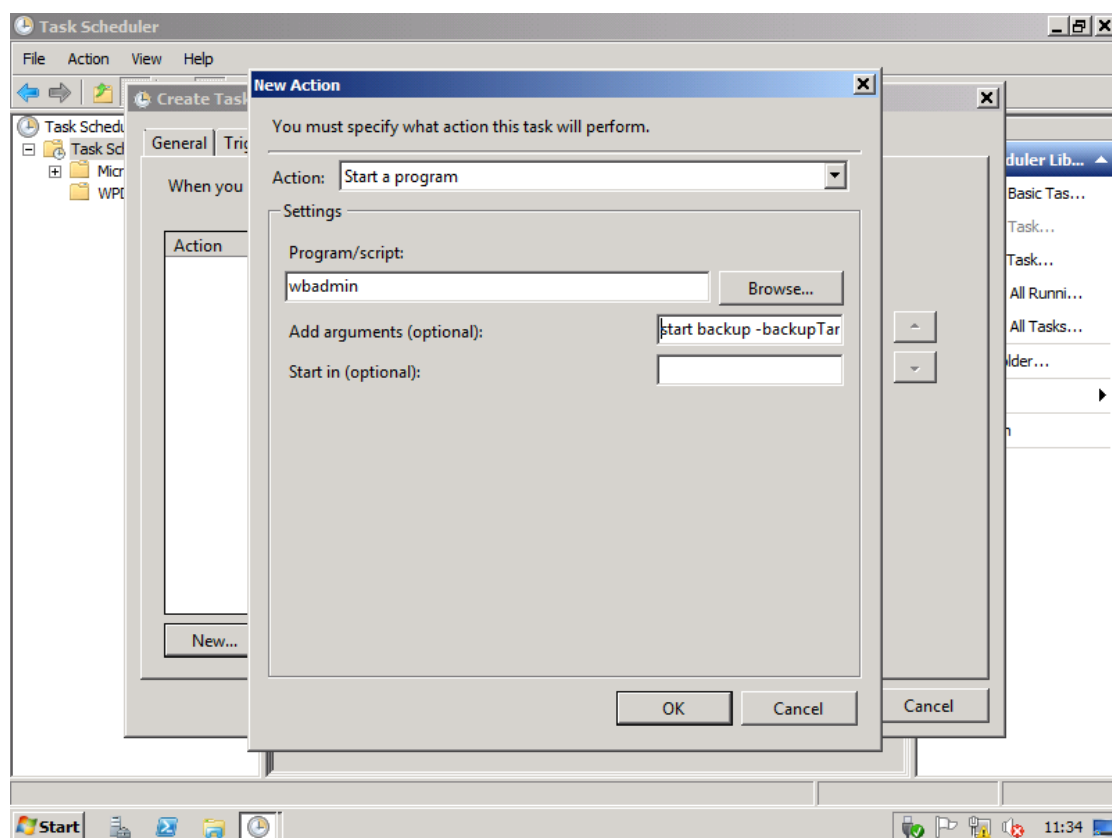 Task Scheduler
File Action View Help
Create Tas
New Action
Task Schedu
Task Sch
Micr
WPD
General Trig
When you
Action
New...
You must specify what action this task will perform.
Action: Start a program
Settings
Program/script:
wbadmin
Browse...
Add arguments (optional): start backup -backupTar
Start in (optional):
OK Cancel
Cancel
duler Lib...
Basic Tas...
Task...
Task...
All Runni...
All Tasks...
lder...
Start
11:34